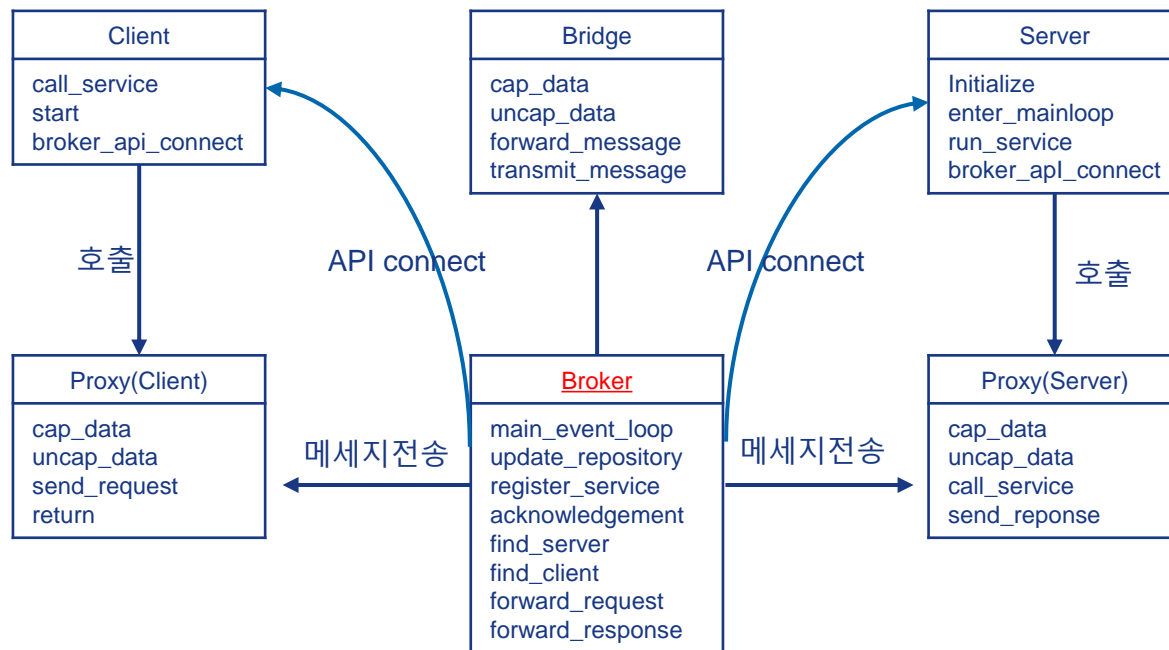 Client
call_service
start
broker_api_connect
Bridge
cap_data
uncap_data
forward_message
transmit_message
Server
Initialize
enter_mainloop
run_service
broker_apI_connect
호출
API connect
API connect
호출
Proxy(Client)
cap_data
uncap_data
send_request
return
메세지전송
Broker
main_event_loop
update_repository
register_service
acknowledgement
find_server
find_client
forward_request
forward_response
메세지전송
Proxy(Server)
cap_data
uncap_data
call_service
send_reponse